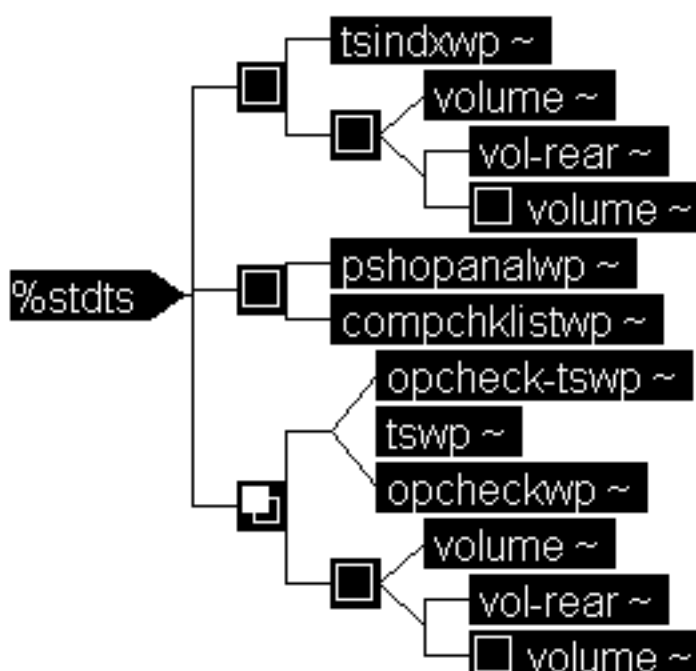 tsindxwp ~
volume ~
vol-rear ~
volume ~
%stdts
pshopanalwp ~
compchklistwp ~
opcheck-tswp ~
tswp ~
opcheckwp ~
volume ~
vol-rear ~
volume ~